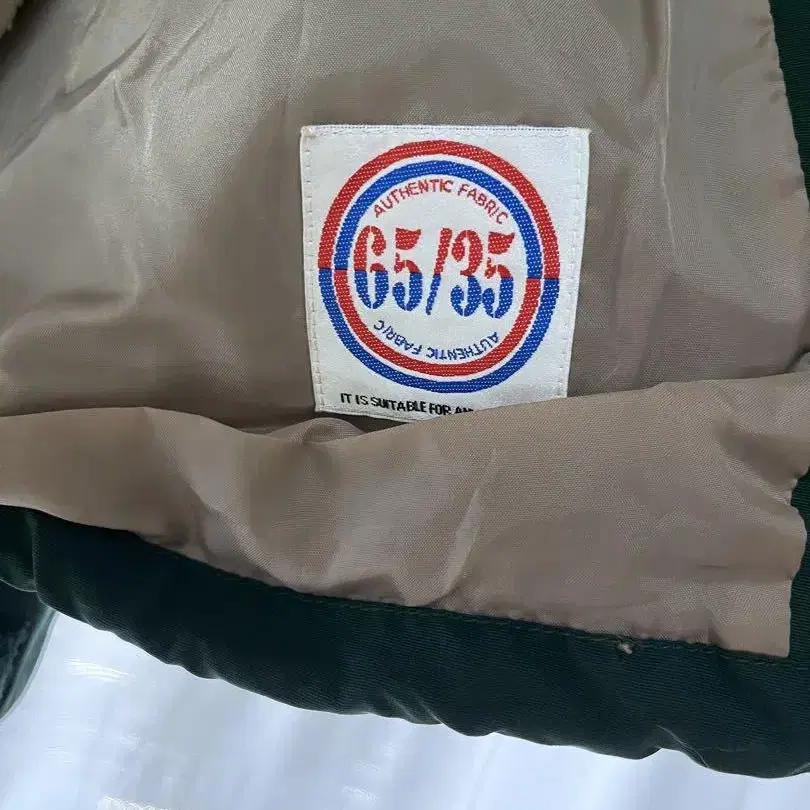 AUTHENTIC FABRIC
65/35
AUTHENTIC FABRIC
IT IS SUITABLE FOR